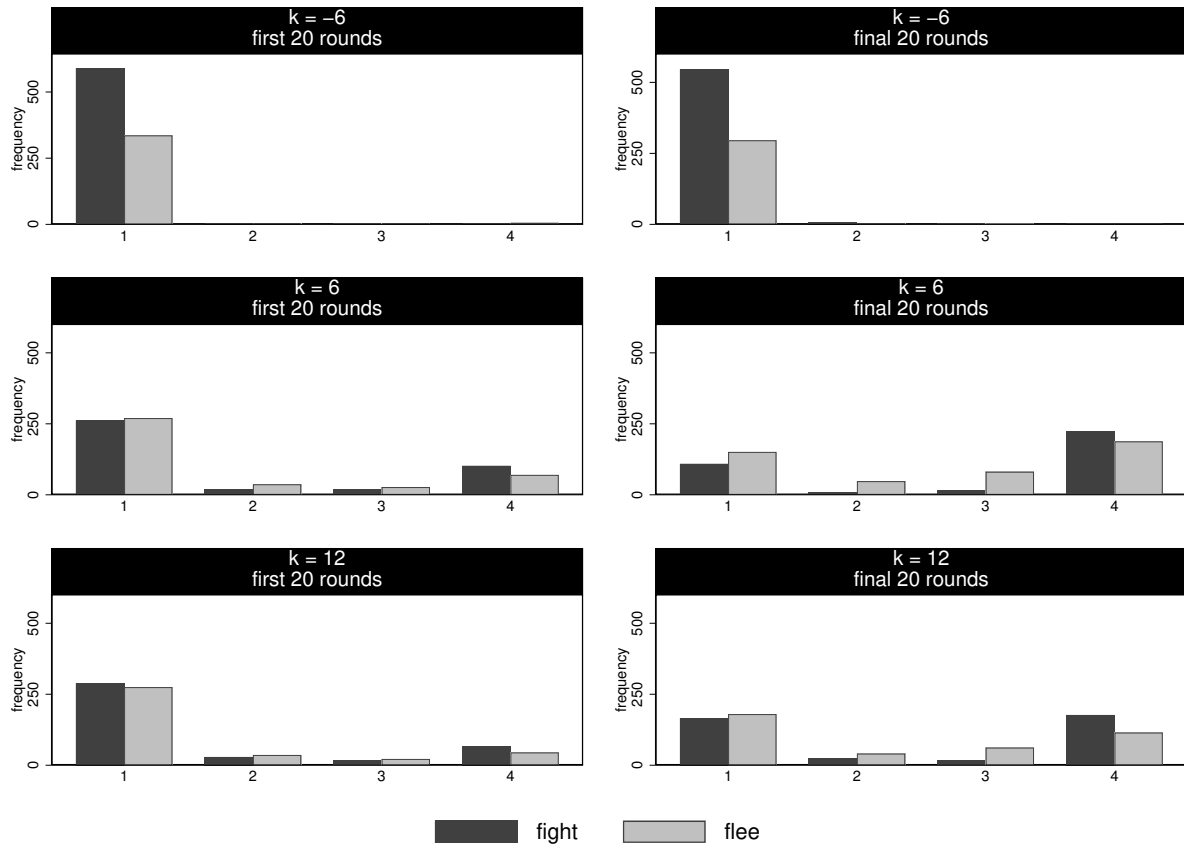 k = −6
first 20 rounds
frequency
500
250
0
1 2 3 4
k = −6
final 20 rounds
frequency
500
250
0
1 2 3 4
k = 6
first 20 rounds
frequency
500
250
0
1 2 3 4
k = 6
final 20 rounds
frequency
500
250
0
1 2 3 4
k = 12
first 20 rounds
frequency
500
250
0
1 2 3 4
k = 12
final 20 rounds
frequency
500
250
0
1 2 3 4
fight flee